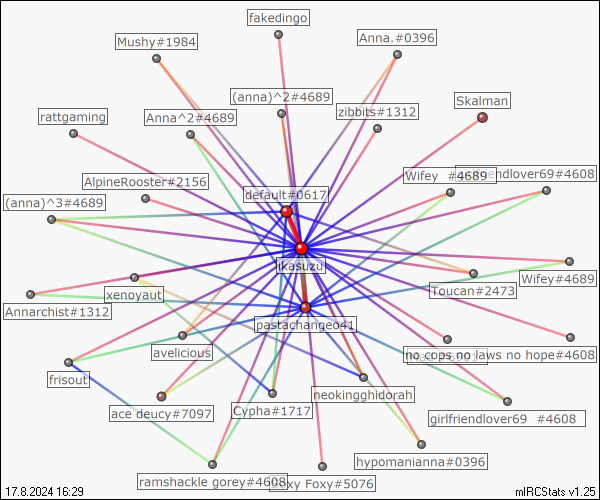 fakedingo
Mushy#1984
Anna.#0396
(anna)^2#4689
Skalman
rattgaming
Anna^2#4689
zibbits#1312
Wifey #4689
endlover69#4608
AlpineRooster#2156
default#0617
(anna)^3#4689
ikasuzu
Toucan#2473
Wifey#4689
xenoyaut
Annarchist#1312
pastachangeo41
avelicious
no cops no laws no hope#4608
frisout
neokingghidorah
ace deucy#7097
Cypha#1717
girlfriendlover69 #4608
hypomanianna#0396
ramshackle gorey#4608
Foxy#5076
17.8.2024 16:29
mIRCStats v1.25